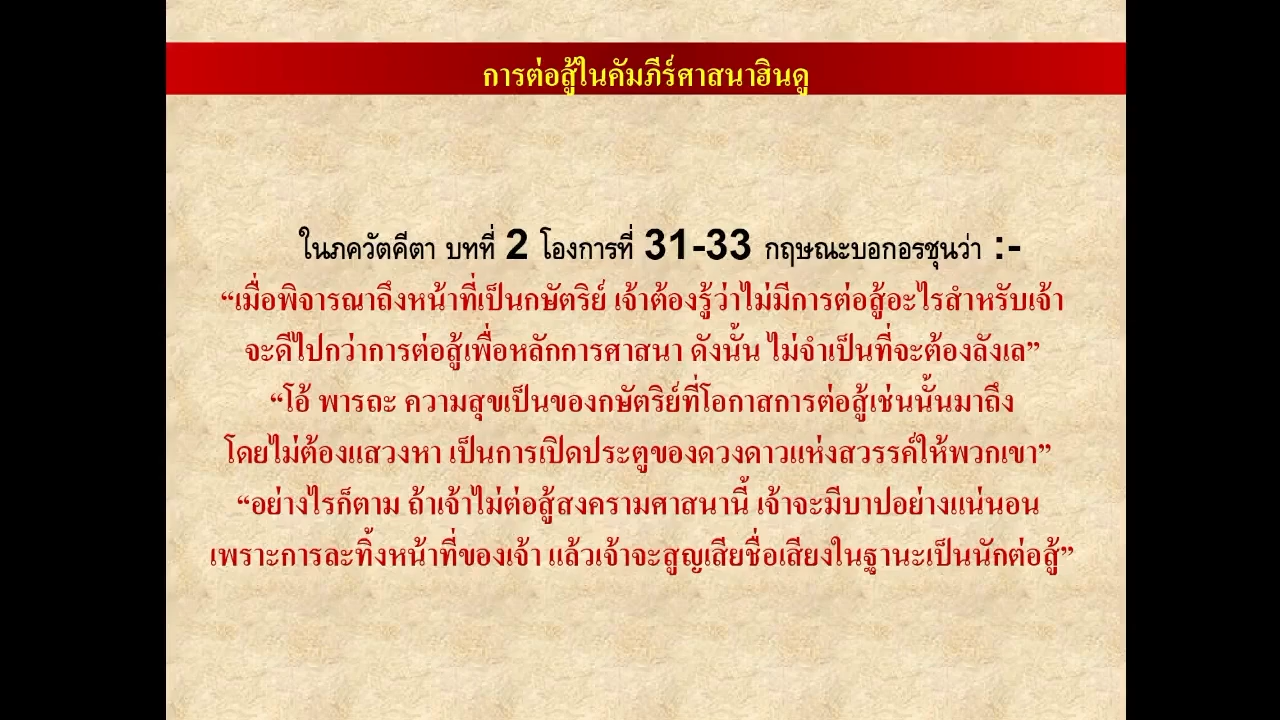 การต่อสู้ในคัมภีร์ศาสนาฮินดู
ในภควัตคีตา บทที่ 2 โองการที่ 31-33 กฤษณะบอกอรชุนว่า :-
“เมื่อพิจารณาถึงหน้าที่เป็นกษัตริย์ เจ้าต้องรู้ว่าไม่มีการต่อสู้อะไรสำหรับเจ้า
จะดีไปกว่าการต่อสู้เพื่อหลักการศาสนา ดังนั้น ไม่จำเป็นที่จะต้องลังเล”
“โอ้ พารถะ ความสุขเป็นของกษัตริย์ที่โอกาสการต่อสู้เช่นนั้นมาถึง
โดยไม่ต้องแสวงหา เป็นการเปิดประตูของดวงดาวแห่งสวรรค์ให้พวกเขา”
“อย่างไรก็ตาม ถ้าเจ้าไม่ต่อสู้สงครามศาสนานี้ เจ้าจะมีบาปอย่างแน่นอน
เพราะการละทิ้งหน้าที่ของเจ้า แล้วเจ้าจะสูญเสียชื่อเสียงในฐานะเป็นนักต่อสู้”